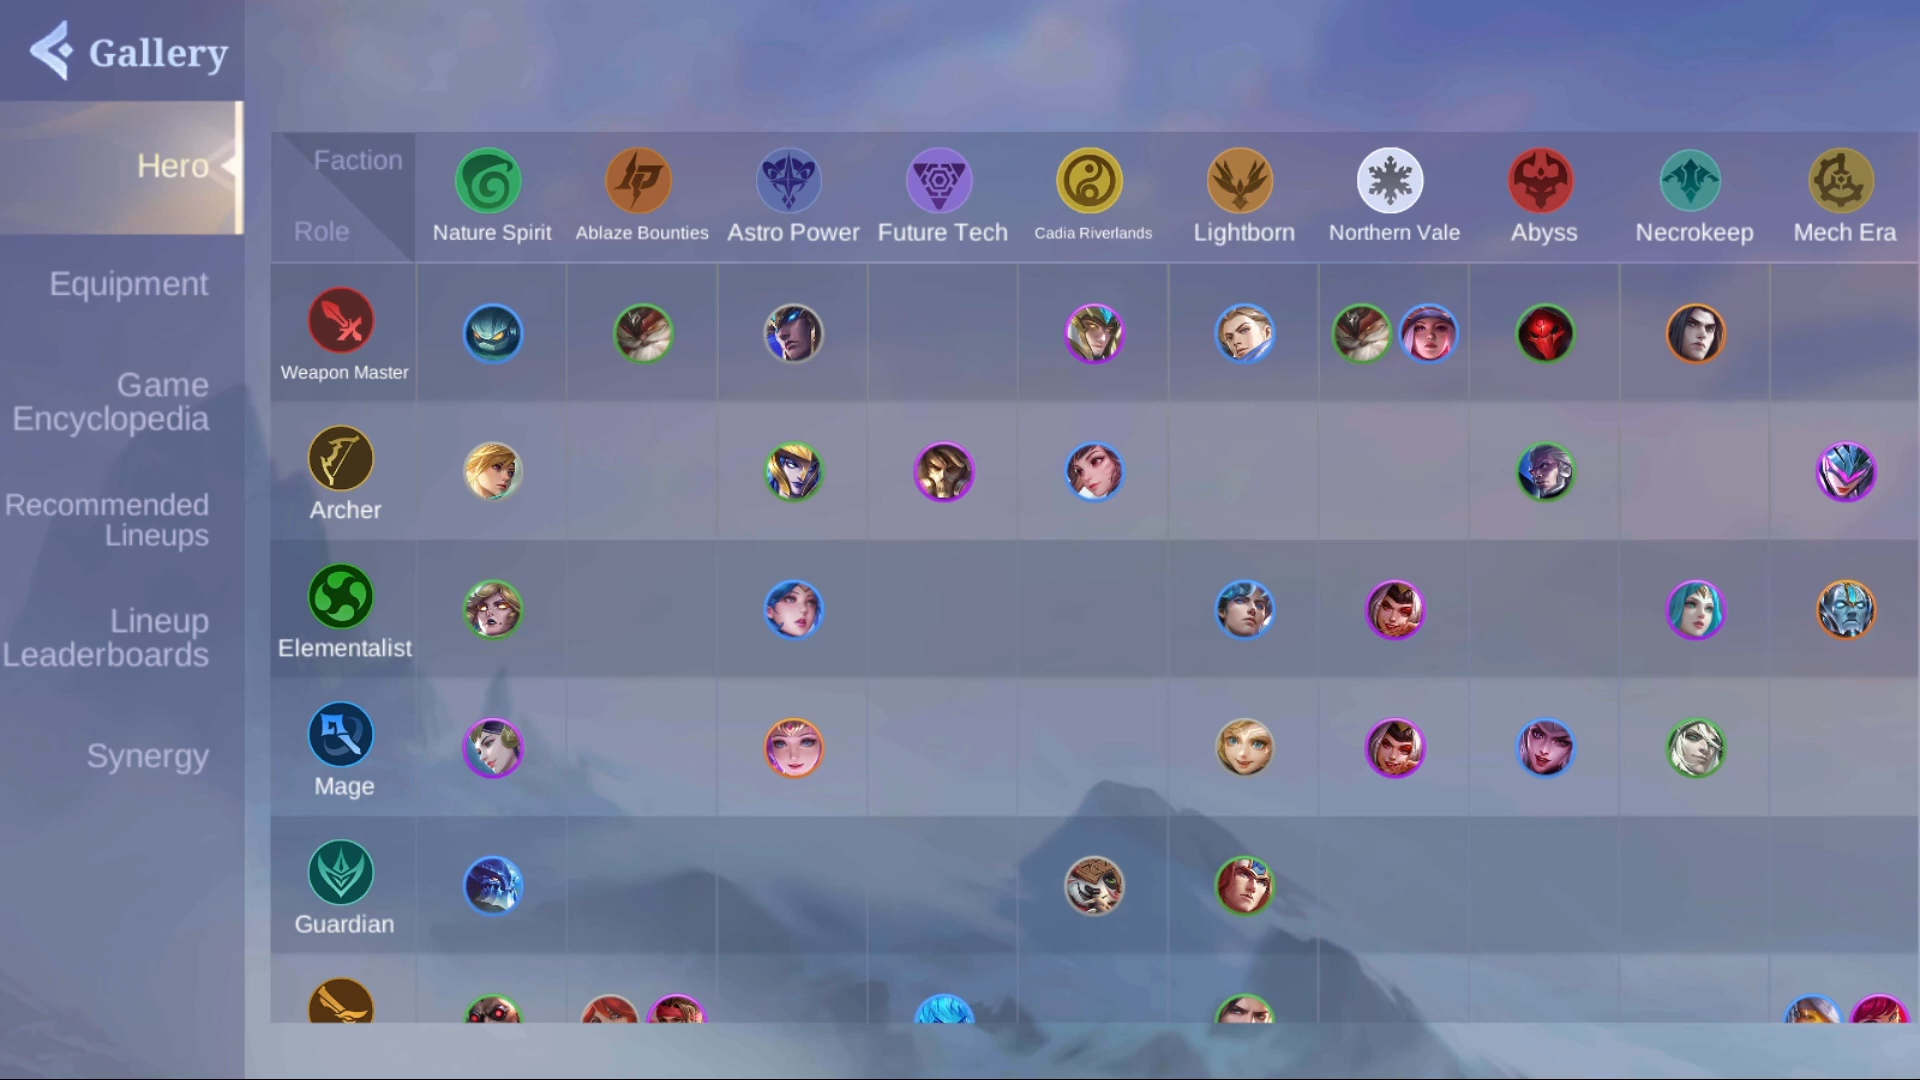 Gallery
Hero
Equipment
Game
Encyclopedia
Recommended
Lineups
Lineup
Leaderboards
Synergy
Faction
Role
Nature Spirit
Ablaze Bounties
Astro Power
Future Tech
Cadia Riverlands
Lightborn
Northern Vale
Abyss
Necrokeep
Mech Era
Weapon Master
Archer
Elementalist
Mage
Guardian